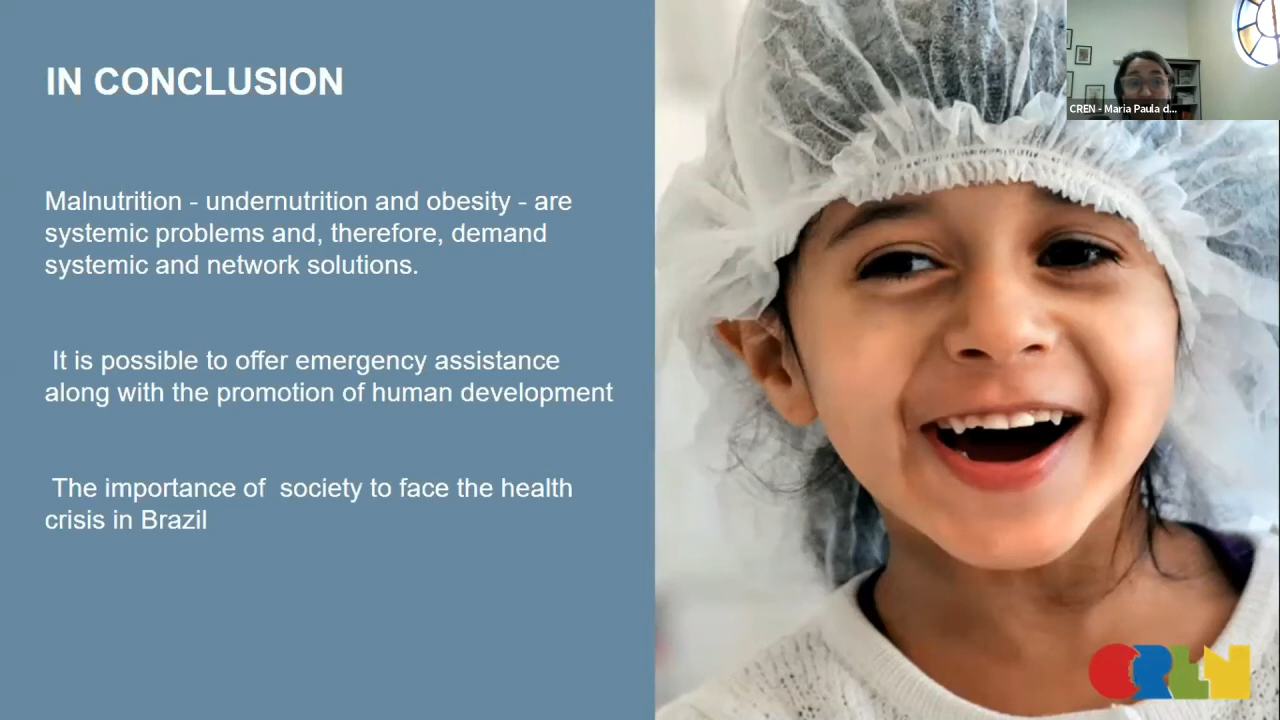 IN CONCLUSION
Malnutrition - undernutrition and obesity - are
systemic problems and, therefore, demand
systemic and network solutions.
It is possible to offer emergency assistance
along with the promotion of human development
The importance of  society to face the health
crisis in Brazil
CREN - Maria Paula d...
CREN